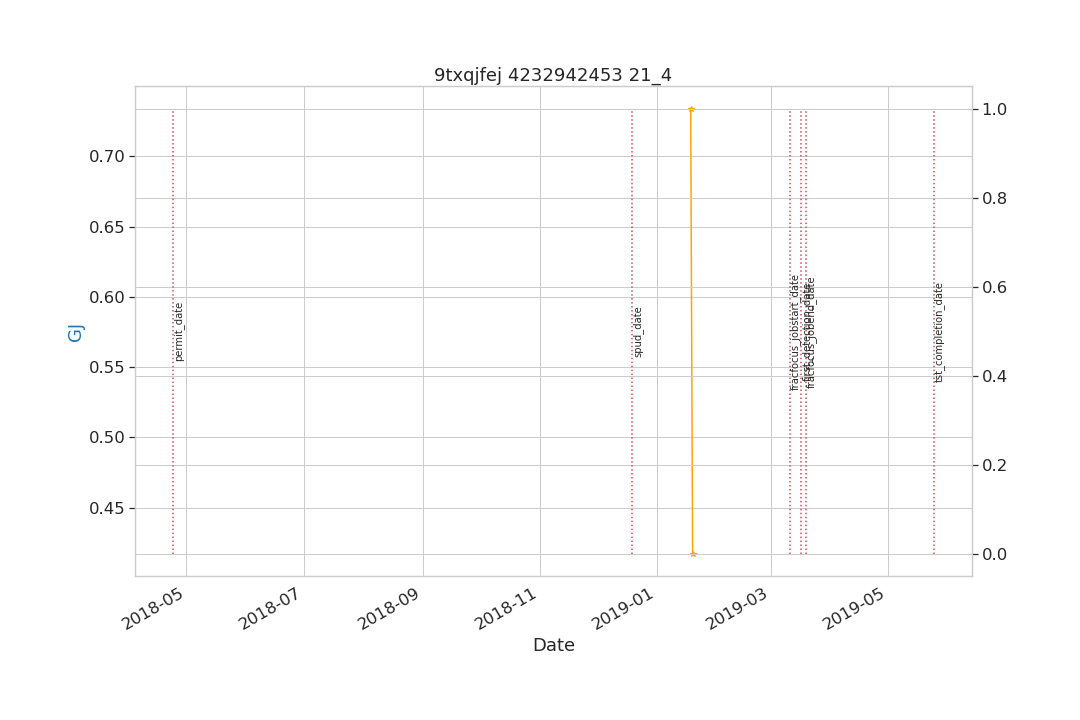 9txqjfej 4232942453 21_4
GJ
0.70
0.65
0.60
0.55
0.50
0.45
1.0
0.8
0.6
0.4
0.2
0.0
permit_date
spud_date
fracfocus_jobstart_date
first_detection_date
fracfocus_jobend_date
tst_completion_date
2018-05
2018-07
2018-09
2018-11
2019-01
2019-03
2019-05
Date